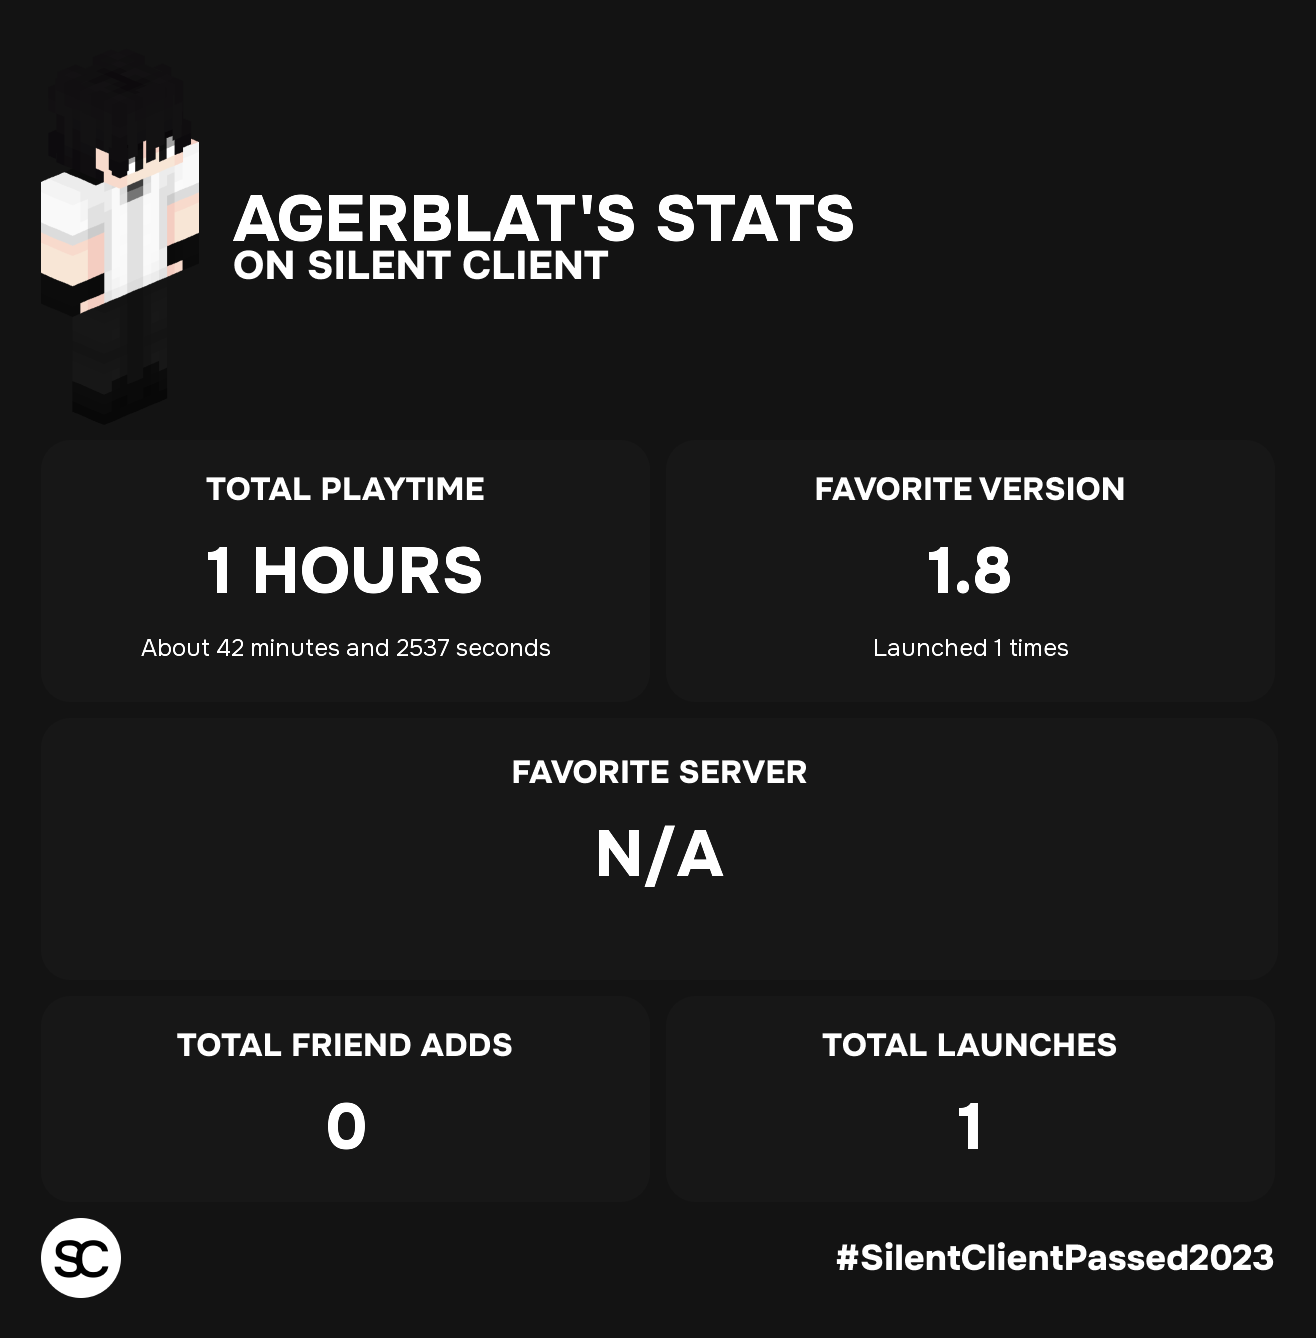 AGERBLAT'S STATS
ON SILENT CLIENT
TOTAL PLAYTIME
1 HOURS
About 42 minutes and 2537 seconds
FAVORITE VERSION
1.8
Launched 1 times
FAVORITE SERVER
N/A
TOTAL FRIEND ADDS
0
TOTAL LAUNCHES
1
SC
#SilentClientPassed2023